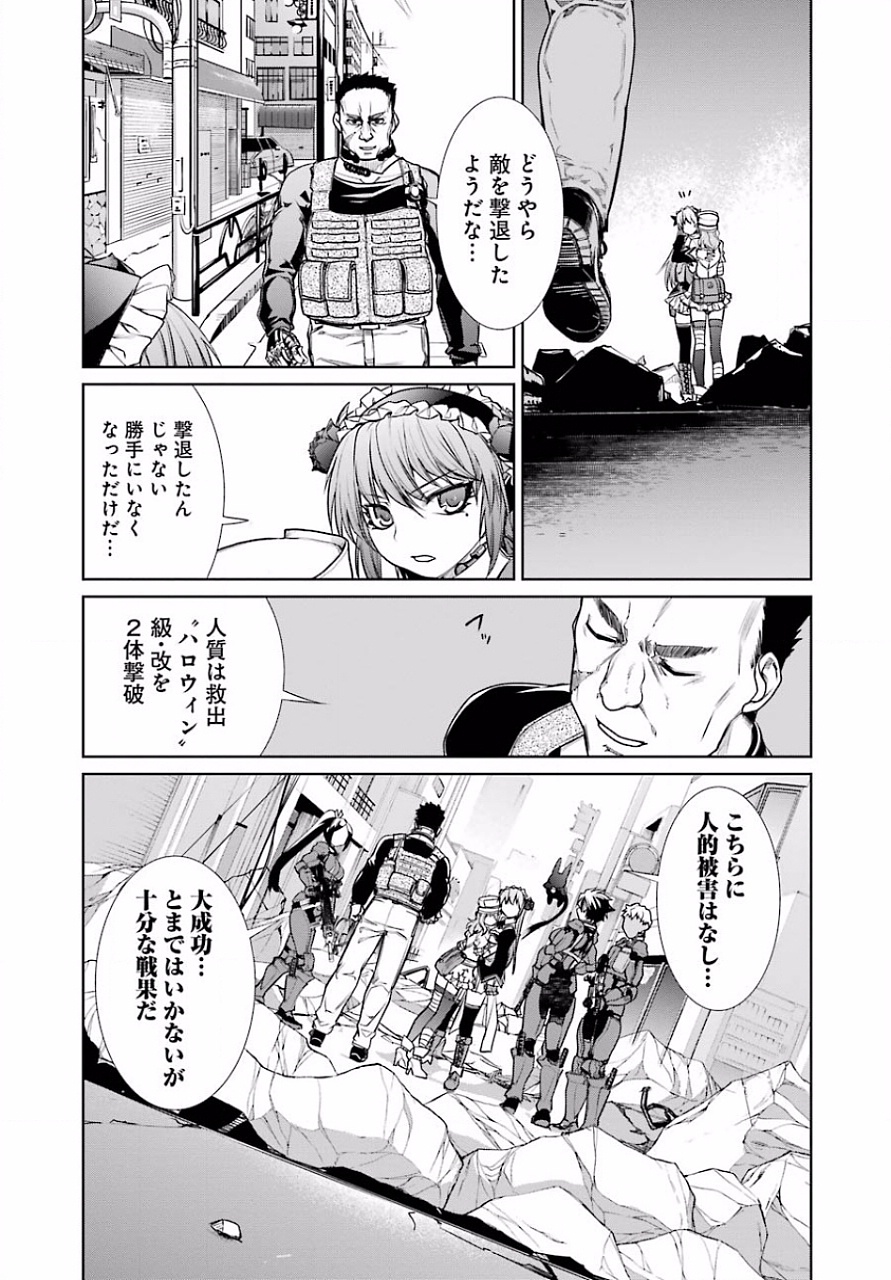 どうやら
敵を撃退した
ようだな…
撃退したん
じゃない
勝手にいなく
なっただけだ…
人質は救出
〝ハロウィン〟
級・改を
２体撃破
こちらに
人的被害はなし…
大成功…
とまではいかないが
十分な戦果だ